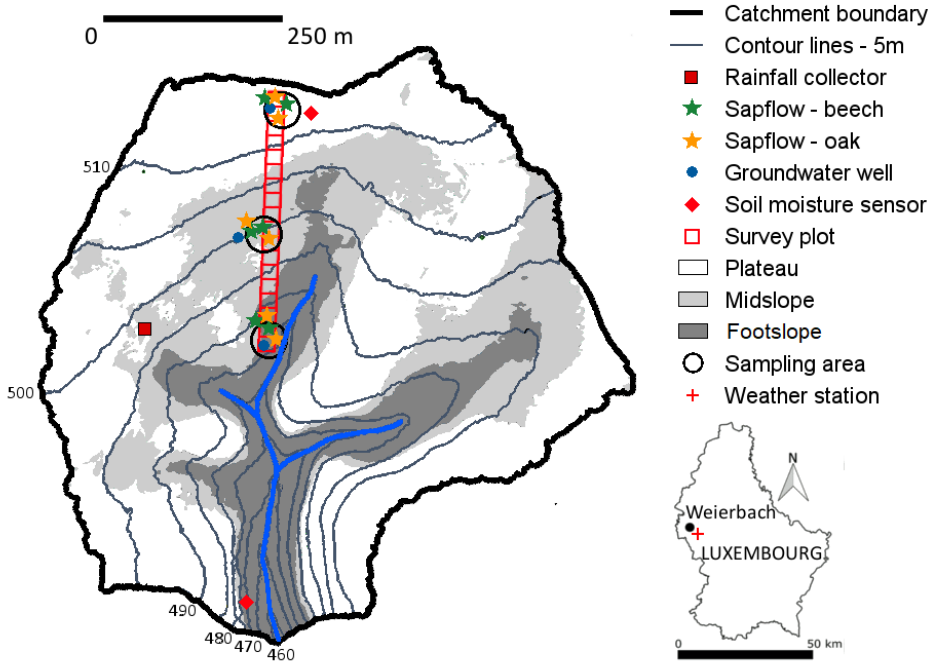 0 250 m
510
500
490
480
470
460
Catchment boundary
Contour lines - 5m
Rainfall collector
Sapflow - beech
Sapflow - oak
Groundwater well
Soil moisture sensor
Survey plot
Plateau
Midslope
Footslope
Sampling area
Weather station
N
Weierbach
LUXEMBOURG
0 50 km